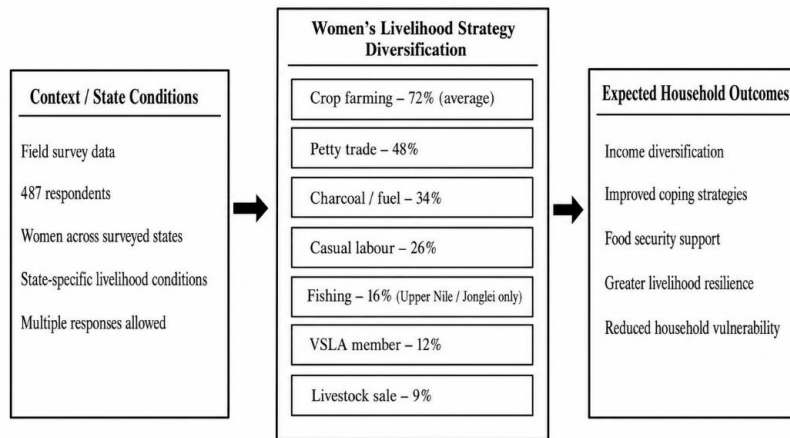 Context / State Conditions
Field survey data
487 respondents
Women across surveyed states
State-specific livelihood conditions
Multiple responses allowed
Women’s Livelihood Strategy
Diversification
Crop farming – 72% (average)
Petty trade – 48%
Charcoal / fuel – 34%
Casual labour – 26%
Fishing – 16% (Upper Nile / Jonglei only)
VSLA member – 12%
Livestock sale – 9%
Expected Household Outcomes
Income diversification
Improved coping strategies
Food security support
Greater livelihood resilience
Reduced household vulnerability